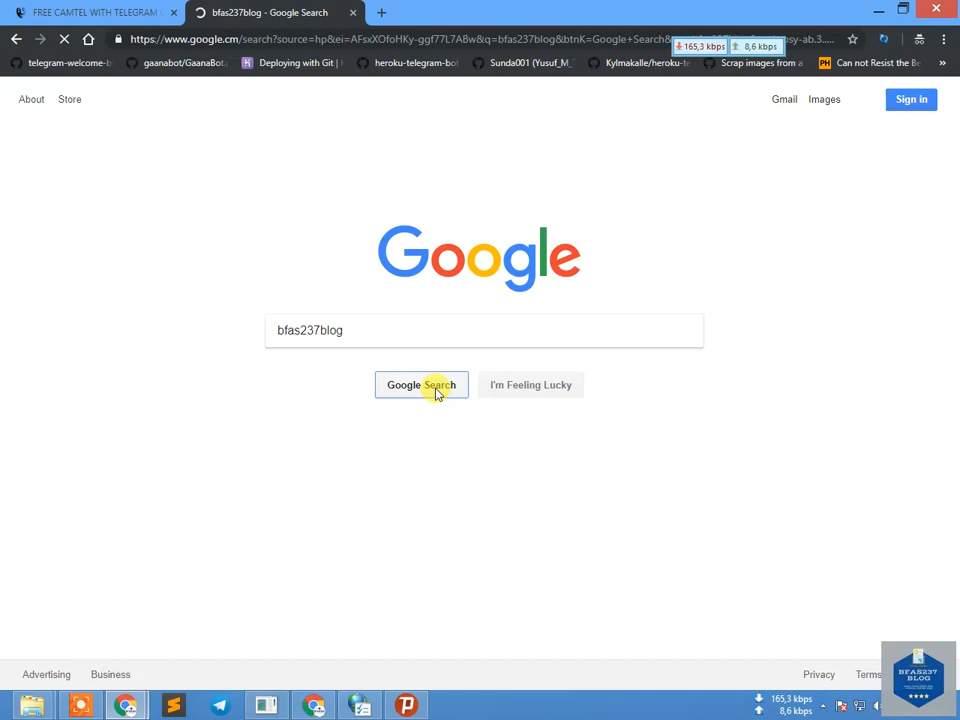 FREE CAMTEL WITH TELEGRAM
bfas237blog - Google Search
https://www.google.cm/search?source=hp&ei=AFsxXOfoHKy-ggf77L7ABw&q=bfas237blog&btnK=Google+Search&
165,3 kbps
8,6 kbps
telegram-welcome-b
gaanabot/GaanaBot
Deploying with Git |
heroku-telegram-bot
Sunda001 (Yusuf_M_
Kylmakalle/heroku-te
Scrap images from a
PH Can not Resist the Be
»
About
Store
Gmail
Images
Sign in
Google
bfas237blog
Google Search
I'm Feeling Lucky
Advertising
Business
Privacy
Terms
BFAS237
BLOG
165,3 kbps
8,6 kbps